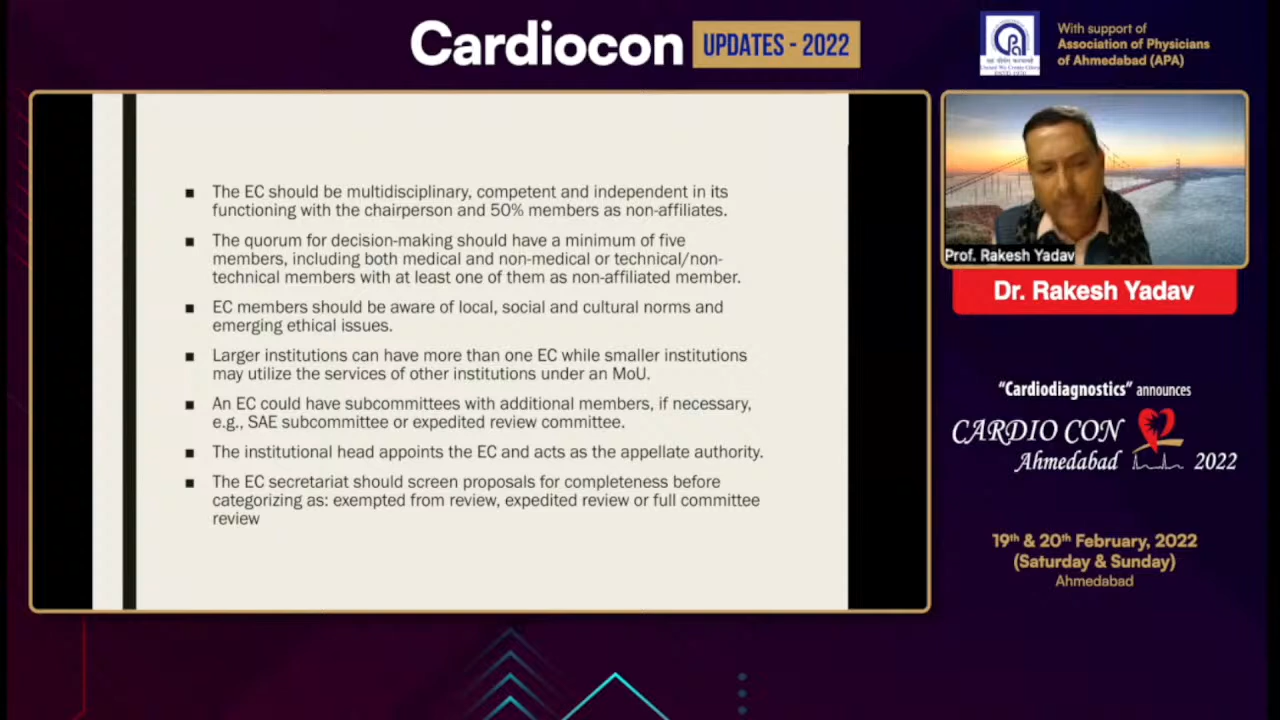 Cardiocon UPDATES - 2022
With support of
Association of Physicians
of Ahmedabad (APA)
■ The EC should be multidisciplinary, competent and independent in its
functioning with the chairperson and 50% members as non-affiliates.
■ The quorum for decision-making should have a minimum of five
members, including both medical and non-medical or technical/non-
technical members with at least one of them as non-affiliated member.
■ EC members should be aware of local, social and cultural norms and
emerging ethical issues.
■ Larger institutions can have more than one EC while smaller institutions
may utilize the services of other institutions under an MoU.
■ An EC could have subcommittees with additional members, if necessary,
e.g., SAE subcommittee or expedited review committee.
■ The institutional head appoints the EC and acts as the appellate authority.
■ The EC secretariat should screen proposals for completeness before
categorizing as: exempted from review, expedited review or full committee
review
Prof. Rakesh Yadav
Dr. Rakesh Yadav
“Cardiodiagnostics” announces
CARDIO CON
Ahmedabad 2022
19th & 20th February, 2022
(Saturday & Sunday)
Ahmedabad